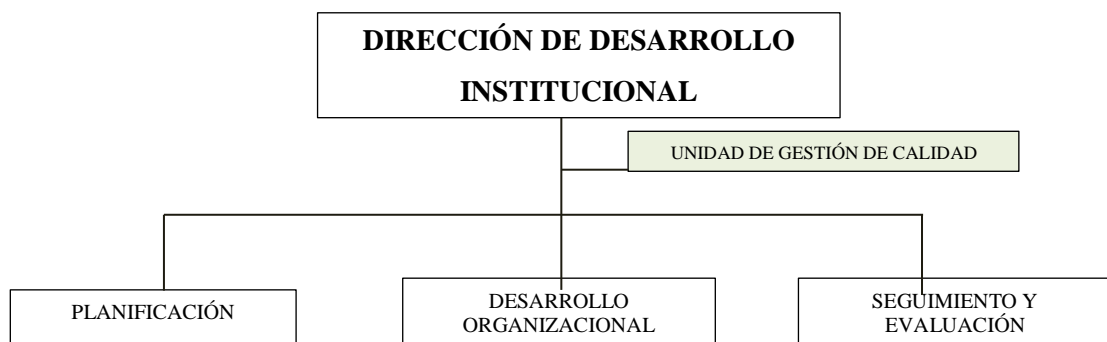 DIRECCIÓN DE DESARROLLO
INSTITUCIONAL
UNIDAD DE GESTIÓN DE CALIDAD
PLANIFICACIÓN
DESARROLLO
ORGANIZACIONAL
SEGUIMIENTO Y
EVALUACIÓN